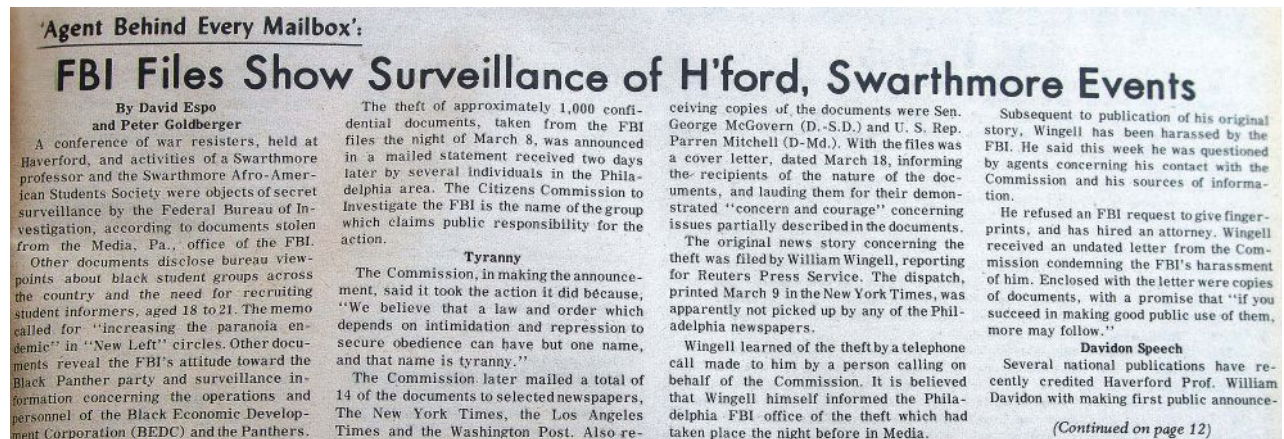 'Agent Behind Every Mailbox':
FBI Files Show Surveillance of H'ford, Swarthmore Events
By David Espo
and Peter Goldberger
A conference of war resisters, held at
Haverford, and activities of a Swarthmore
professor and the Swarthmore Afro-Amer-
ican Students Society were objects of secret
surveillance by the Federal Bureau of In-
vestigation, according to documents stolen
from the Media, Pa., office of the FBI.
Other documents disclose bureau view-
points about black student groups across
the country and the need for recruiting
student informers, aged 18 to 21. The memo
called for "increasing the paranoia en-
demic" in "New Left" circles. Other docu-
ments reveal the FBI's attitude toward the
Black Panther party and surveillance in-
formation concerning the operations and
personnel of the Black Economic Develop-
ment Corporation (BEDC) and the Panthers.
The theft of approximately 1,000 confi-
dential documents, taken from the FBI
files the night of March 8, was announced
in a mailed statement received two days
later by several individuals in the Phila-
delphia area. The Citizens Commission to
Investigate the FBI is the name of the group
which claims public responsibility for the
action.
Tyranny
The Commission, in making the announce-
ment, said it took the action it did because,
"We believe that a law and order which
depends on intimidation and repression to
secure obedience can have but one name,
and that name is tyranny."
The Commission later mailed a total of
14 of the documents to selected newspapers,
The New York Times, the Los Angeles
Times and the Washington Post. Also re-
ceiving copies of the documents were Sen.
George McGovern (D.-S.D.) and U. S. Rep.
Parren Mitchell (D-Md.). With the files was
a cover letter, dated March 18, informing
the recipients of the nature of the doc-
uments, and lauding them for their demon-
strated "concern and courage" concerning
issues partially described in the documents.
The original news story concerning the
theft was filed by William Wingell, reporting
for Reuters Press Service. The dispatch,
printed March 9 in the New York Times, was
apparently not picked up by any of the Phil-
adelphia newspapers.
Wingell learned of the theft by a telephone
call made to him by a person calling on
behalf of the Commission. It is believed
that Wingell himself informed the Phila-
delphia FBI office of the theft which had
taken place the night before in Media.
Subsequent to publication of his original
story, Wingell has been harassed by the
FBI. He said this week he was questioned
by agents concerning his contact with the
Commission and his sources of informa-
tion.
He refused an FBI request to give finger-
prints, and has hired an attorney. Wingell
received an undated letter from the Com-
mission condemning the FBI's harassment
of him. Enclosed with the letter were copies
of documents, with a promise that "if you
succeed in making good public use of them,
more may follow."
Davidon Speech
Several national publications have re-
cently credited Haverford Prof. William
Davidon with making first public announce-
(Continued on page 12)